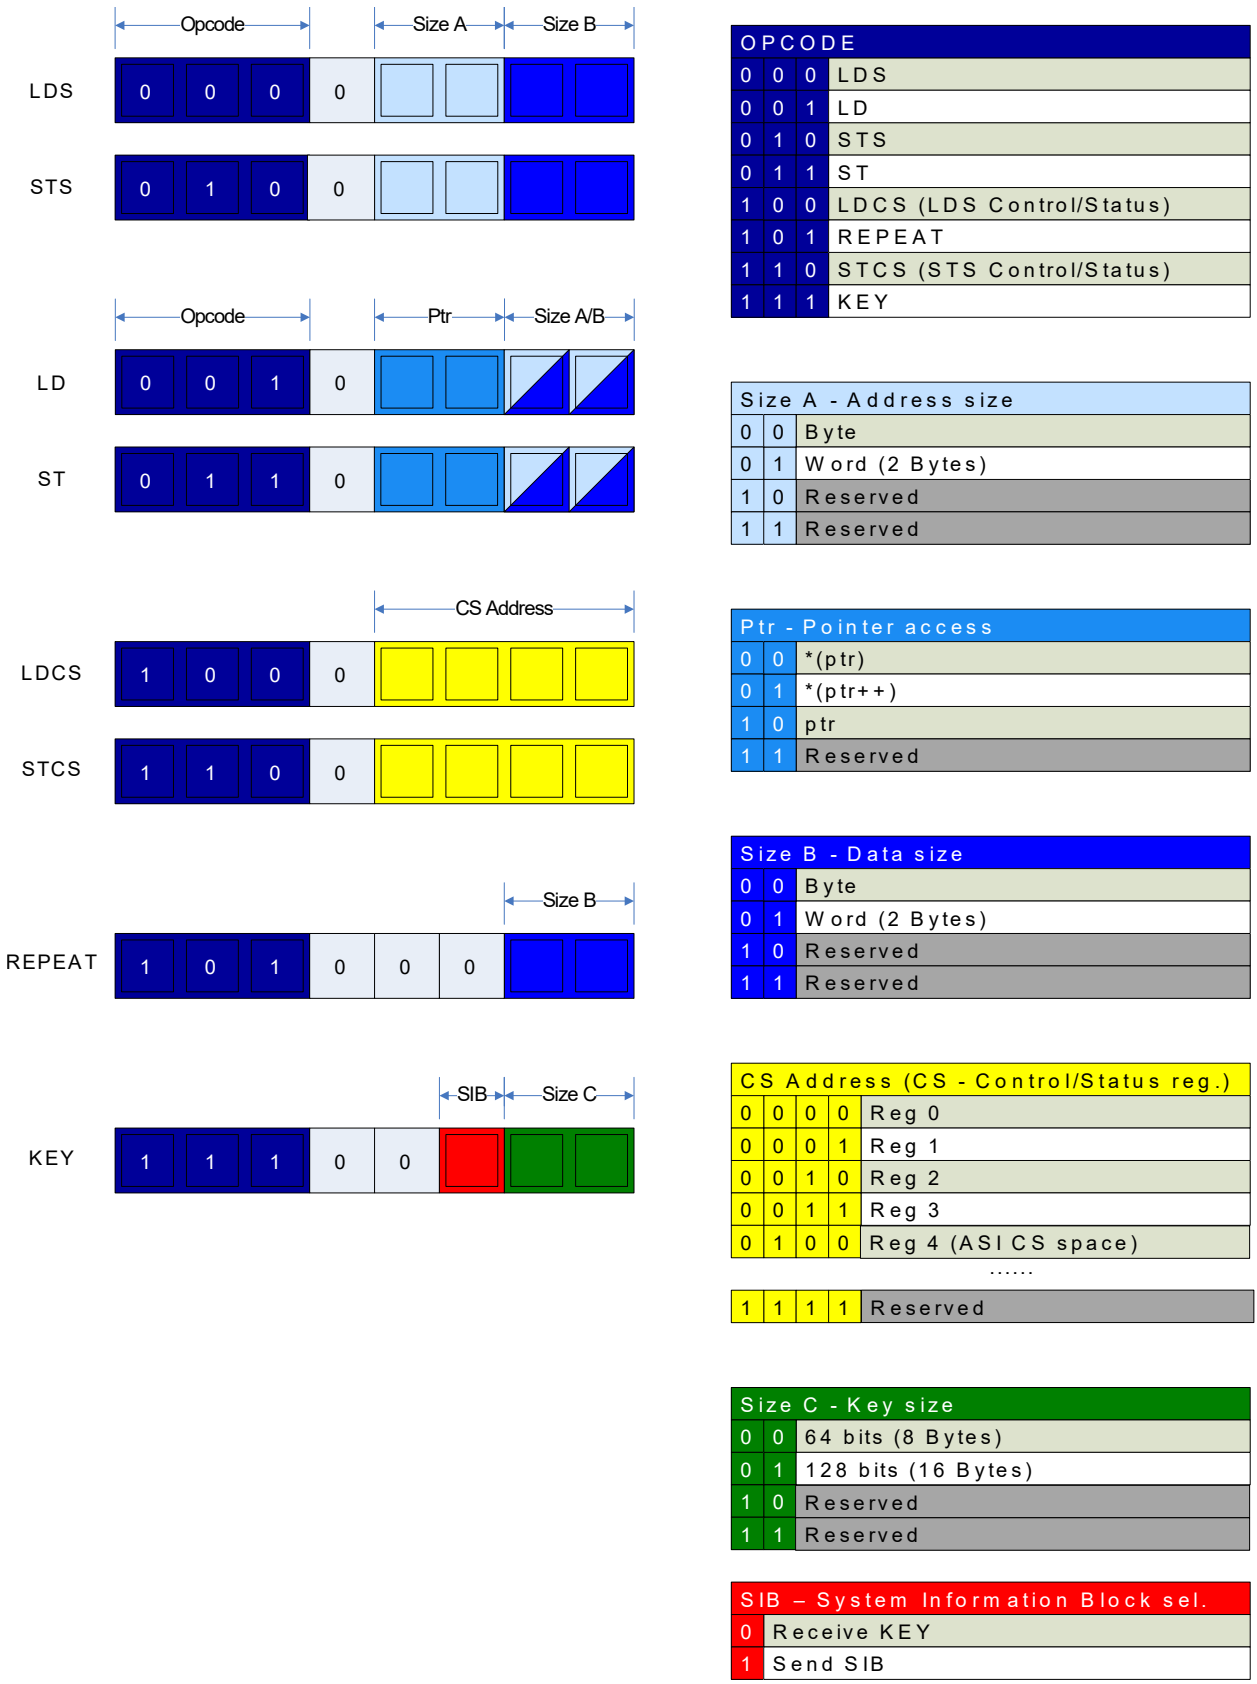 Opcode Size A Size B
LDS 0 0 0 0
STS 0 1 0 0
Opcode Ptr Size A/B
LD 0 0 1 0
ST 0 1 1 0
CS Address
LDCS 1 0 0 0
STCS 1 1 0 0
Size B
REPEAT 1 0 1 0 0 0
SIB Size C
KEY 1 1 1 0 0
OPCODE
0 0 0 LDS
0 0 1 LD
0 1 0 STS
0 1 1 ST
1 0 0 LDCS (LDS Control/Status)
1 0 1 REPEAT
1 1 0 STCS (STS Control/Status)
1 1 1 KEY
Size A - Address size
0 0 Byte
0 1 Word (2 Bytes)
1 0 Reserved
1 1 Reserved
Ptr - Pointer access
0 0 *(ptr)
0 1 *(ptr++)
1 0 ptr
1 1 Reserved
Size B - Data size
0 0 Byte
0 1 Word (2 Bytes)
1 0 Reserved
1 1 Reserved
CS Address (CS - Control/Status reg.)
0 0 0 0 Reg 0
0 0 0 1 Reg 1
0 0 1 0 Reg 2
0 0 1 1 Reg 3
0 1 0 0 Reg 4 (ASI CS space)
......
1 1 1 1 Reserved
Size C - Key size
0 0 64 bits (8 Bytes)
0 1 128 bits (16 Bytes)
1 0 Reserved
1 1 Reserved
SIB – System Information Block sel.
0 Receive KEY
1 Send SIB